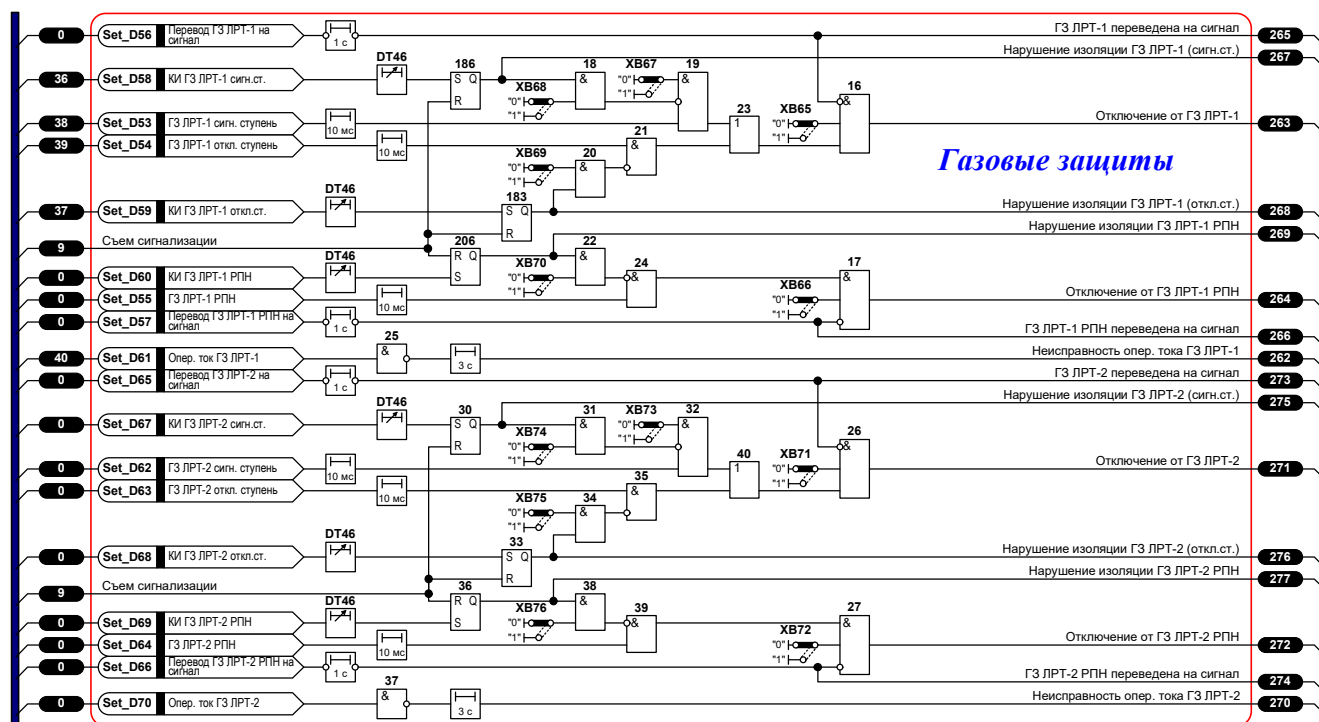 0 Set_D56 Перевод ГЗ ЛРТ-1 на сигнал 1 с ГЗ ЛРТ-1 переведена на сигнал 265
Нарушение изоляции ГЗ ЛРТ-1 (сигн.ст.) 267
36 Set_D58 КИ ГЗ ЛРТ-1 сигн.ст. DT46 186 S Q R 18 & XB68 "0" "1" XB67 "0" "1" 19 &
38 Set_D53 ГЗ ЛРТ-1 сигн. ступень 10 мс 23 1 XB65 "0" "1" 16 & Отключение от ГЗ ЛРТ-1 263
39 Set_D54 ГЗ ЛРТ-1 откл. ступень 10 мс 21 &
XB69 "0" "1" 20 &
Газовые защиты
37 Set_D59 КИ ГЗ ЛРТ-1 откл.ст. DT46 183 S Q R Нарушение изоляции ГЗ ЛРТ-1 (откл.ст.) 268
Нарушение изоляции ГЗ ЛРТ-1 РПН 269
9 Съем сигнализации
0 Set_D60 КИ ГЗ ЛРТ-1 РПН DT46 206 R Q S XB70 "0" "1" 22 &
0 Set_D55 ГЗ ЛРТ-1 РПН 10 мс 24 & XB66 "0" "1" 17 & Отключение от ГЗ ЛРТ-1 РПН 264
0 Set_D57 Перевод ГЗ ЛРТ-1 РПН на сигнал 1 с ГЗ ЛРТ-1 РПН переведена на сигнал 266
40 Set_D61 Опер. ток ГЗ ЛРТ-1 25 & 3 с Неисправность опер. тока ГЗ ЛРТ-1 262
0 Set_D65 Перевод ГЗ ЛРТ-2 на сигнал 1 с ГЗ ЛРТ-2 переведена на сигнал 273
Нарушение изоляции ГЗ ЛРТ-2 (сигн.ст.) 275
0 Set_D67 КИ ГЗ ЛРТ-2 сигн.ст. DT46 30 S Q R 31 & XB74 "0" "1" XB73 "0" "1" 32 &
0 Set_D62 ГЗ ЛРТ-2 сигн. ступень 10 мс 40 1 XB71 "0" "1" 26 & Отключение от ГЗ ЛРТ-2 271
0 Set_D63 ГЗ ЛРТ-2 откл. ступень 10 мс 35 &
XB75 "0" "1" 34 &
0 Set_D68 КИ ГЗ ЛРТ-2 откл.ст. DT46 33 S Q R Нарушение изоляции ГЗ ЛРТ-2 (откл.ст.) 276
Нарушение изоляции ГЗ ЛРТ-2 РПН 277
9 Съем сигнализации
0 Set_D69 КИ ГЗ ЛРТ-2 РПН DT46 36 R Q S XB76 "0" "1" 38 &
0 Set_D64 ГЗ ЛРТ-2 РПН 10 мс 39 & XB72 "0" "1" 27 & Отключение от ГЗ ЛРТ-2 РПН 272
0 Set_D66 Перевод ГЗ ЛРТ-2 РПН на сигнал 1 с ГЗ ЛРТ-2 РПН переведена на сигнал 274
0 Set_D70 Опер. ток ГЗ ЛРТ-2 37 & 3 с Неисправность опер. тока ГЗ ЛРТ-2 270